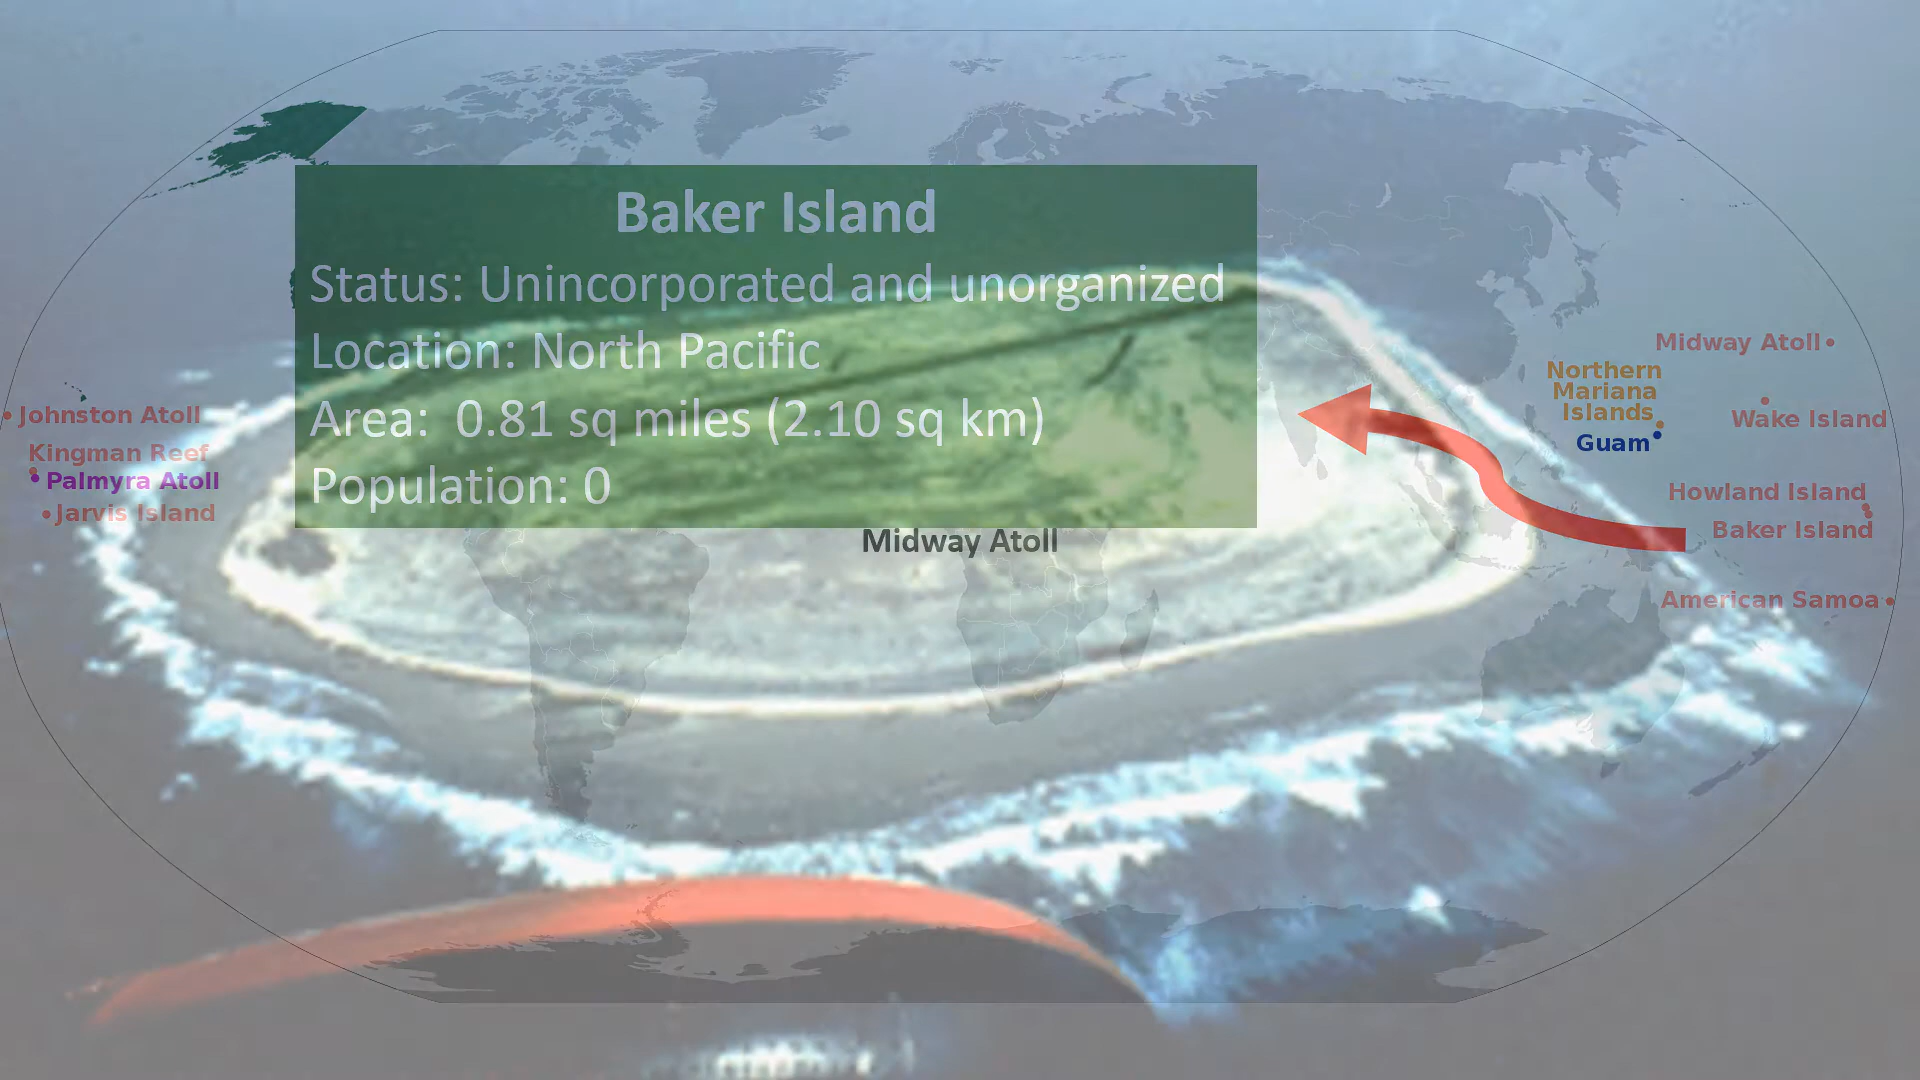 Baker Island
Status: Unincorporated and unorganized
Location: North Pacific
Area: 0.81 sq miles (2.10 sq km)
Population: 0
Midway Atoll
Johnston Atoll
Kingman Reef
Palmyra Atoll
Jarvis Island
Midway Atoll
Northern
Mariana
Islands
Guam
Wake Island
Howland Island
Baker Island
American Samoa